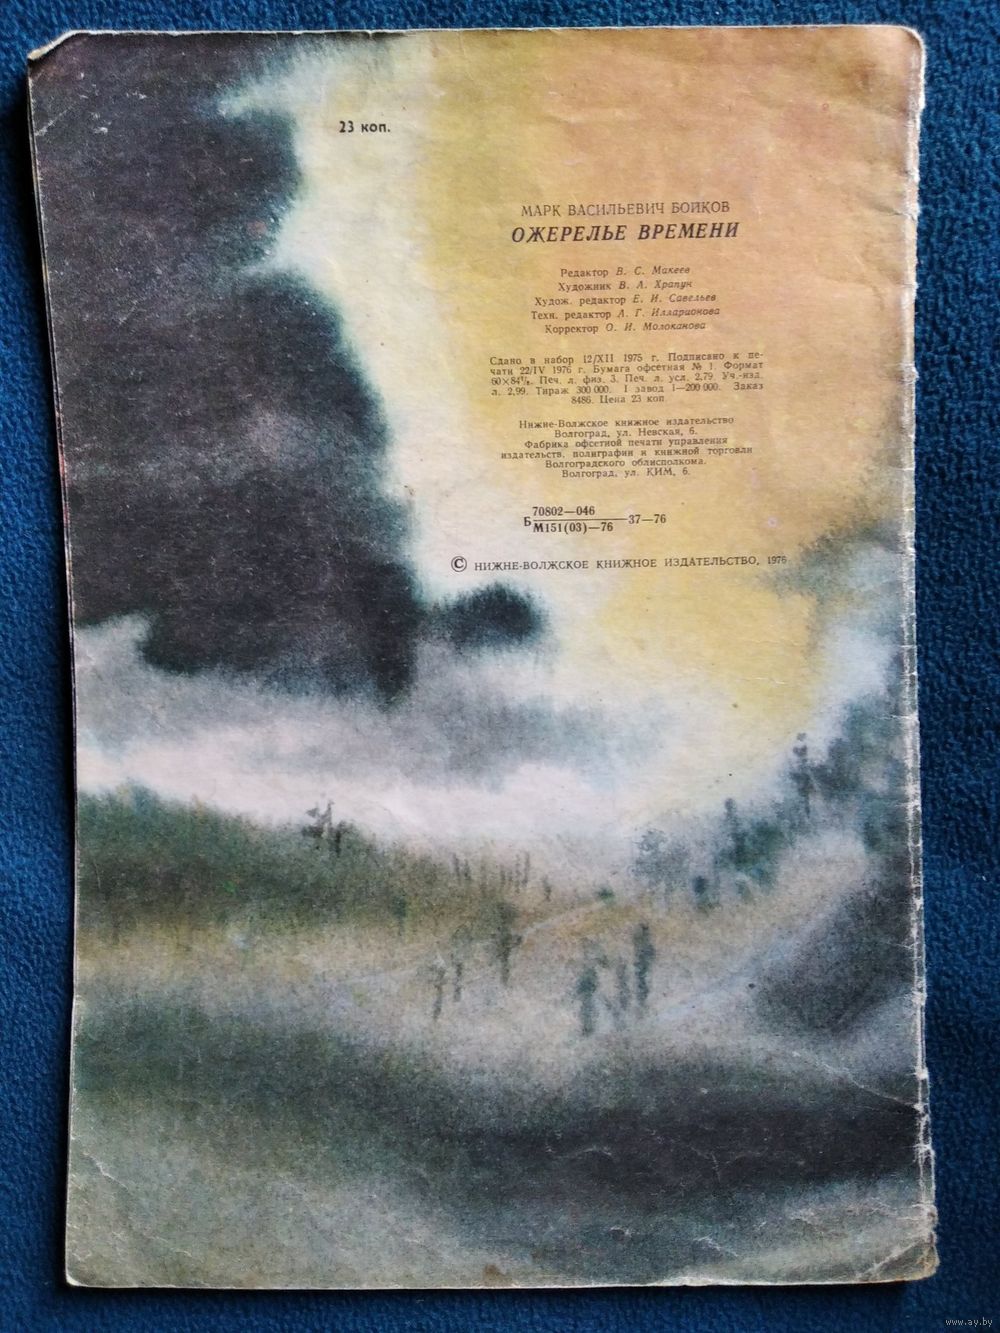 23 коп.
МАРК ВАСИЛЬЕВИЧ БОЙКОВ
ОЖЕРЕЛЬЕ ВРЕМЕНИ
Редактор В. С. Макеев
Художник В. А. Храпун
Худож. редактор Е. И. Савельев
Техн. редактор А. Г. Илларионова
Корректор О. И. Молоканова
Сдано в набор 12/XII 1975 г. Подписано к пе-
чати 22/IV 1976 г. Бумага офсетная № 1. Формат
60×84¹/₈. Печ. л. физ. 3. Печ. л. усл. 2,79. Уч.-изд.
л. 2,99. Тираж 300 000. I завод 1—200 000. Заказ
8486. Цена 23 коп.
Нижне-Волжское книжное издательство
Волгоград, ул. Невская, 6.
Фабрика офсетной печати управления
издательств, полиграфии и книжной торговли
Волгоградского облисполкома.
Волгоград, ул. КИМ, 6.
70802—046
Б — 37—76
М151(03)—76
© НИЖНЕ-ВОЛЖСКОЕ КНИЖНОЕ ИЗДАТЕЛЬСТВО, 1976
www.ay.by